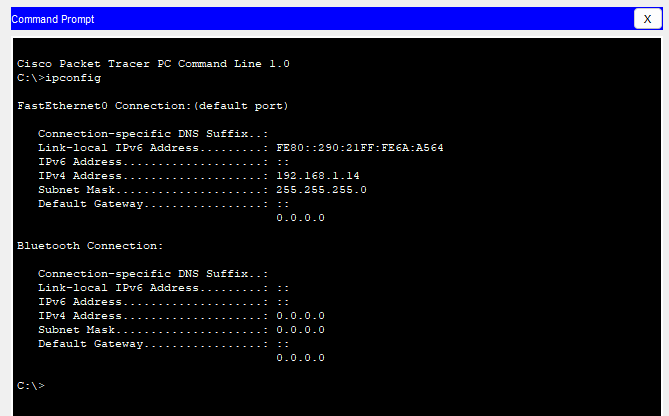 Command Prompt
X
Cisco Packet Tracer PC Command Line 1.0
C:\>ipconfig
FastEthernet0 Connection:(default port)
Connection-specific DNS Suffix..:
Link-local IPv6 Address.........: FE80::290:21FF:FE6A:A564
IPv6 Address....................: ::
IPv4 Address....................: 192.168.1.14
Subnet Mask.....................: 255.255.255.0
Default Gateway.................: ::
0.0.0.0
Bluetooth Connection:
Connection-specific DNS Suffix..:
Link-local IPv6 Address.........: ::
IPv6 Address....................: ::
IPv4 Address....................: 0.0.0.0
Subnet Mask.....................: 0.0.0.0
Default Gateway.................: ::
0.0.0.0
C:\>